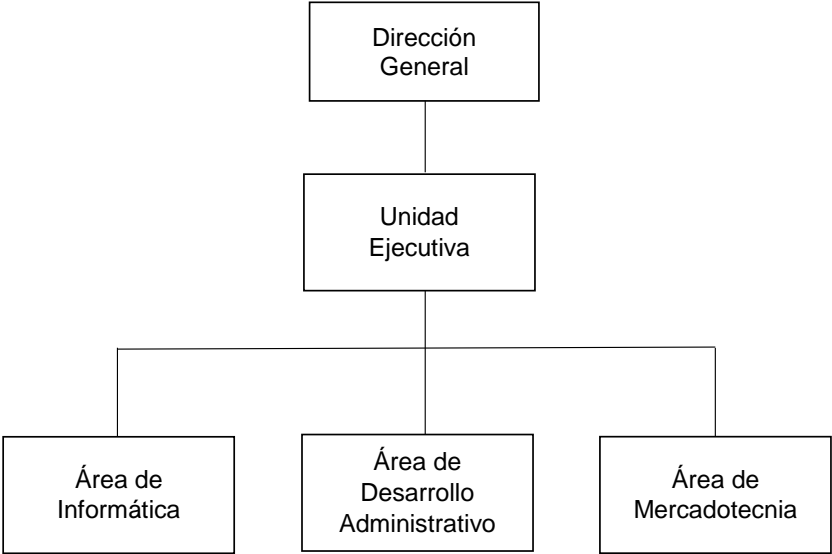 Dirección
General
Unidad
Ejecutiva
Área de
Informática
Área de
Desarrollo
Administrativo
Área de
Mercadotecnia